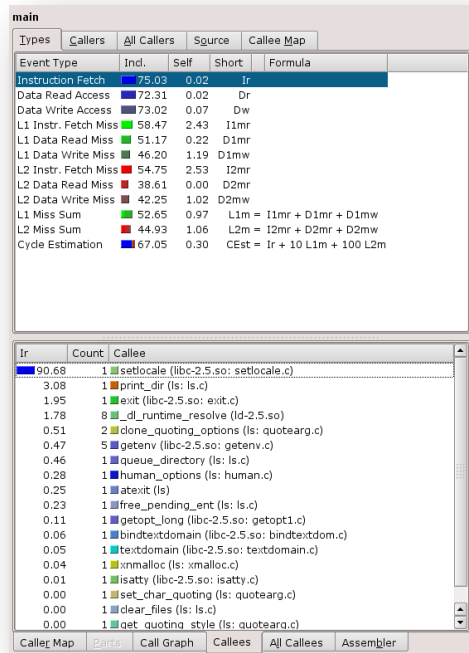 main
Types Callers All Callers Source Callee Map
Event Type Incl. Self Short Formula
Instruction Fetch 75.03 0.02 Ir
Data Read Access 72.31 0.02 Dr
Data Write Access 73.02 0.07 Dw
L1 Instr. Fetch Miss 58.47 2.43 I1mr
L1 Data Read Miss 51.17 0.22 D1mr
L1 Data Write Miss 46.20 1.19 D1mw
L2 Instr. Fetch Miss 54.75 2.53 I2mr
L2 Data Read Miss 38.61 0.00 D2mr
L2 Data Write Miss 42.25 1.02 D2mw
L1 Miss Sum 52.65 0.97 L1m = I1mr + D1mr + D1mw
L2 Miss Sum 44.93 1.06 L2m = I2mr + D2mr + D2mw
Cycle Estimation 67.05 0.30 CEst = Ir + 10 L1m + 100 L2m
Ir Count Callee
90.68 1 setlocale (libc-2.5.so: setlocale.c)
3.08 1 print_dir (ls: ls.c)
1.95 1 exit (libc-2.5.so: exit.c)
1.78 8 _dl_runtime_resolve (ld-2.5.so)
0.51 2 clone_quoting_options (ls: quotearg.c)
0.47 5 getenv (libc-2.5.so: getenv.c)
0.46 1 queue_directory (ls: ls.c)
0.28 1 human_options (ls: human.c)
0.25 1 atexit (ls)
0.23 1 free_pending_ent (ls: ls.c)
0.11 1 getopt_long (libc-2.5.so: getopt1.c)
0.06 1 bindtextdomain (libc-2.5.so: bindtextdom.c)
0.05 1 textdomain (libc-2.5.so: textdomain.c)
0.04 1 xnmalloc (ls: xmalloc.c)
0.01 1 isatty (libc-2.5.so: isatty.c)
0.00 1 set_char_quoting (ls: quotearg.c)
0.00 1 clear_files (ls: ls.c)
0.00 1 get_quoting_style (ls: quotearg.c)
Caller Map Parts Call Graph Callees All Callees Assembler